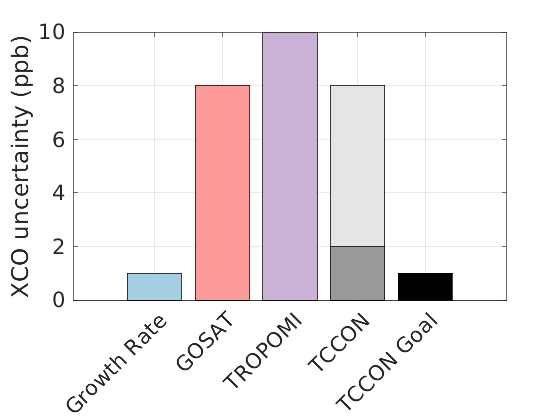 XCO uncertainty (ppb)
10
8
6
4
2
0
Growth Rate
GOSAT
TROPOMI
TCCON
TCCON Goal